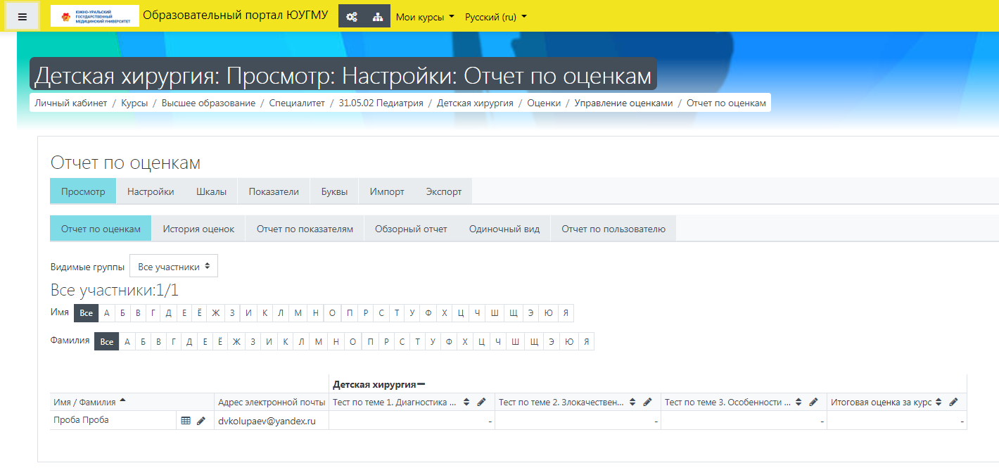 ЮЖНО-УРАЛЬСКИЙ
ГОСУДАРСТВЕННЫЙ
МЕДИЦИНСКИЙ УНИВЕРСИТЕТ
Образовательный портал ЮУГМУ Мои курсы Русский (ru)
Детская хирургия: Просмотр: Настройки: Отчет по оценкам
Личный кабинет / Курсы / Высшее образование / Специалитет / 31.05.02 Педиатрия / Детская хирургия / Оценки / Управление оценками / Отчет по оценкам
Отчет по оценкам
Просмотр Настройки Шкалы Показатели Буквы Импорт Экспорт
Отчет по оценкам История оценок Отчет по показателям Обзорный отчет Одиночный вид Отчет по пользователю
Видимые группы Все участники
Все участники:1/1
Имя Все А Б В Г Д Е Ё Ж З И К Л М Н О П Р С Т У Ф Х Ц Ч Ш Щ Э Ю Я
Фамилия Все А Б В Г Д Е Ё Ж З И К Л М Н О П Р С Т У Ф Х Ц Ч Ш Щ Э Ю Я
Детская хирургия
Имя / Фамилия Адрес электронной почты Тест по теме 1. Диагностика ... Тест по теме 2. Злокачествен... Тест по теме 3. Особенности ... Итоговая оценка за курс
Проба Проба dvkolupaev@yandex.ru - - - -